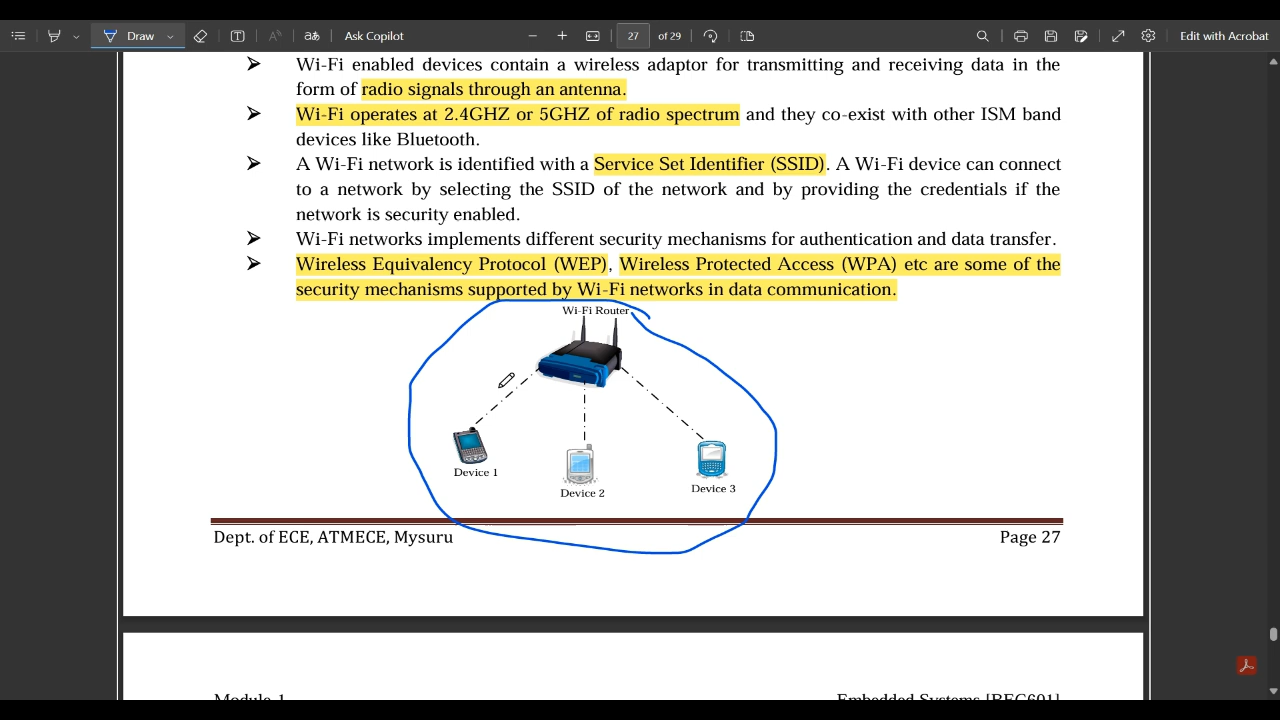 Draw
Ask Copilot
27 of 29
Edit with Acrobat
Wi-Fi enabled devices contain a wireless adaptor for transmitting and receiving data in the
form of radio signals through an antenna.
Wi-Fi operates at 2.4GHZ or 5GHZ of radio spectrum and they co-exist with other ISM band
devices like Bluetooth.
A Wi-Fi network is identified with a Service Set Identifier (SSID). A Wi-Fi device can connect
to a network by selecting the SSID of the network and by providing the credentials if the
network is security enabled.
Wi-Fi networks implements different security mechanisms for authentication and data transfer.
Wireless Equivalency Protocol (WEP), Wireless Protected Access (WPA) etc are some of the
security mechanisms supported by Wi-Fi networks in data communication.
Wi-Fi Router
Device 1
Device 2
Device 3
Dept. of ECE, ATMECE, Mysuru Page 27
Module-1 Embedded Systems [BEC601]